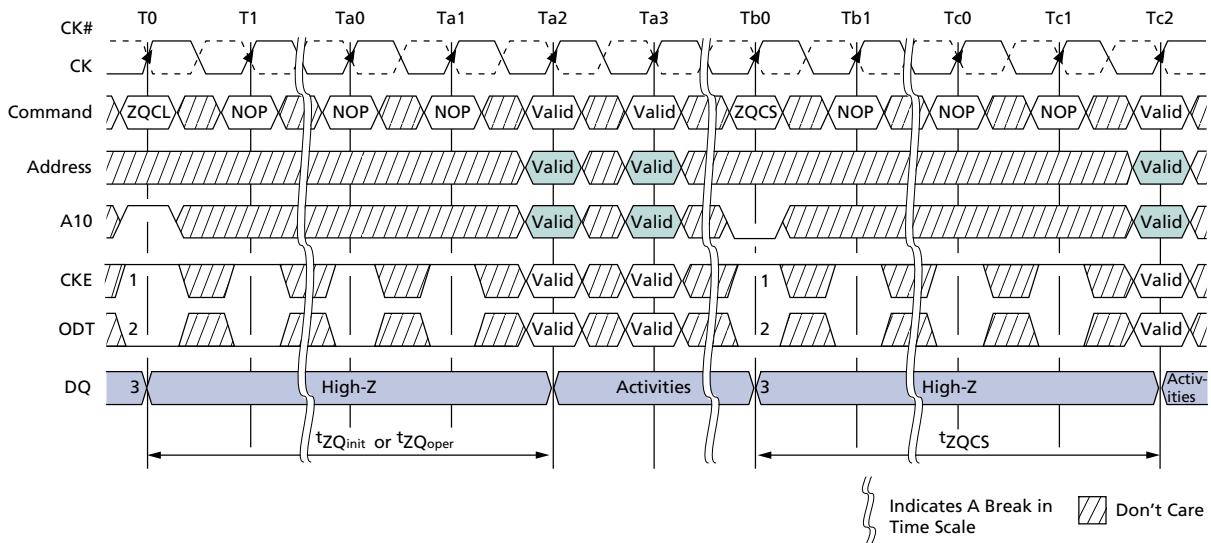 T0 T1 Ta0 Ta1 Ta2 Ta3 Tb0 Tb1 Tc0 Tc1 Tc2
CK#
CK
Command ZQCL NOP NOP NOP Valid Valid ZQCS NOP NOP NOP Valid
Address Valid Valid Valid
A10 Valid Valid Valid
CKE 1 Valid Valid 1 Valid
ODT 2 Valid Valid 2 Valid
DQ 3 High-Z Activities 3 High-Z Activ-
ities
tZQinit or tZQoper tZQCS
Indicates A Break in
Time Scale
Don't Care